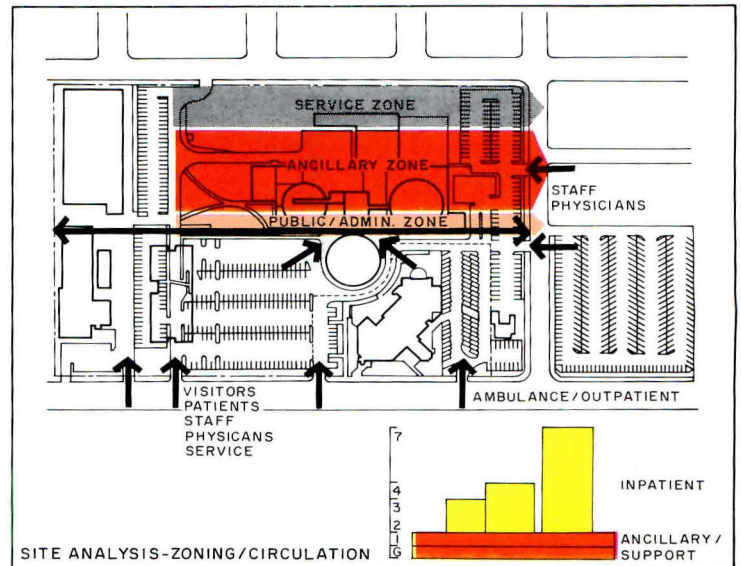 SERVICE ZONE
ANCILLARY ZONE
PUBLIC/ADMIN. ZONE
STAFF
PHYSICIANS
VISITORS
PATIENTS
STAFF
PHYSICANS
SERVICE
AMBULANCE/OUTPATIENT
7
4
3
2
1
G
INPATIENT
ANCILLARY/
SUPPORT
SITE ANALYSIS-ZONING/CIRCULATION